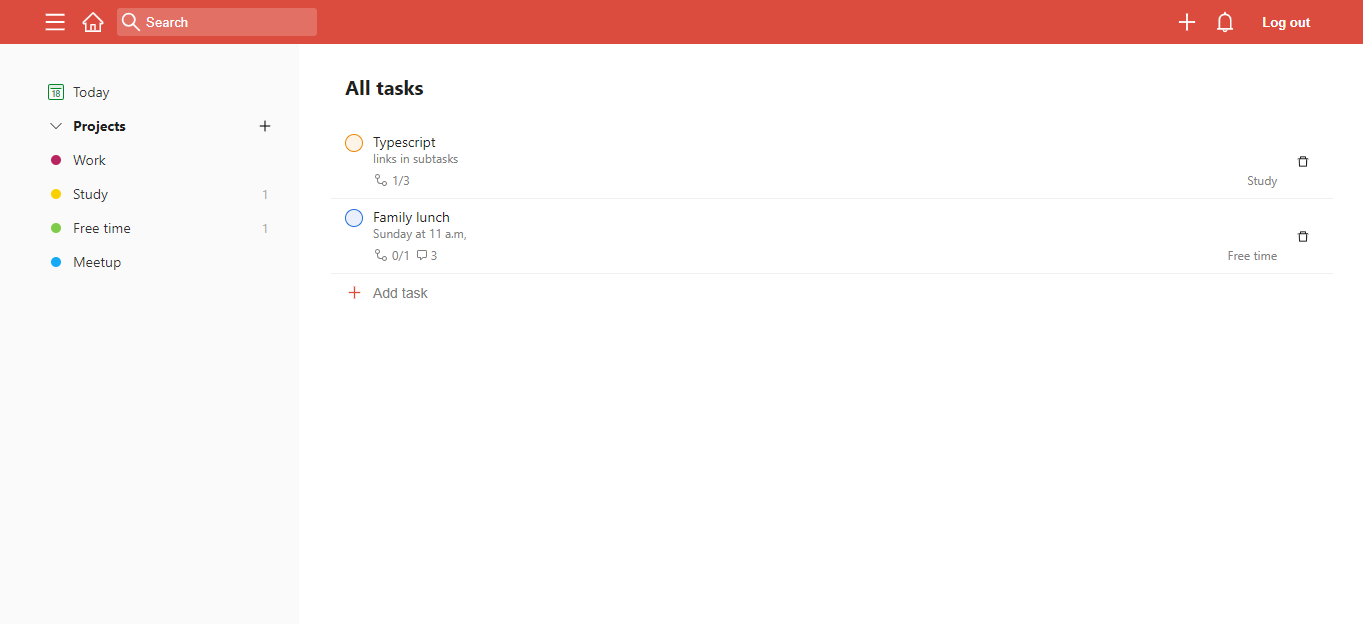 Search
Log out
18 Today
Projects
Work
Study 1
Free time 1
Meetup
All tasks
Typescript
links in subtasks
1/3
Study
Family lunch
Sunday at 11 a.m,
0/1 3
Free time
Add task